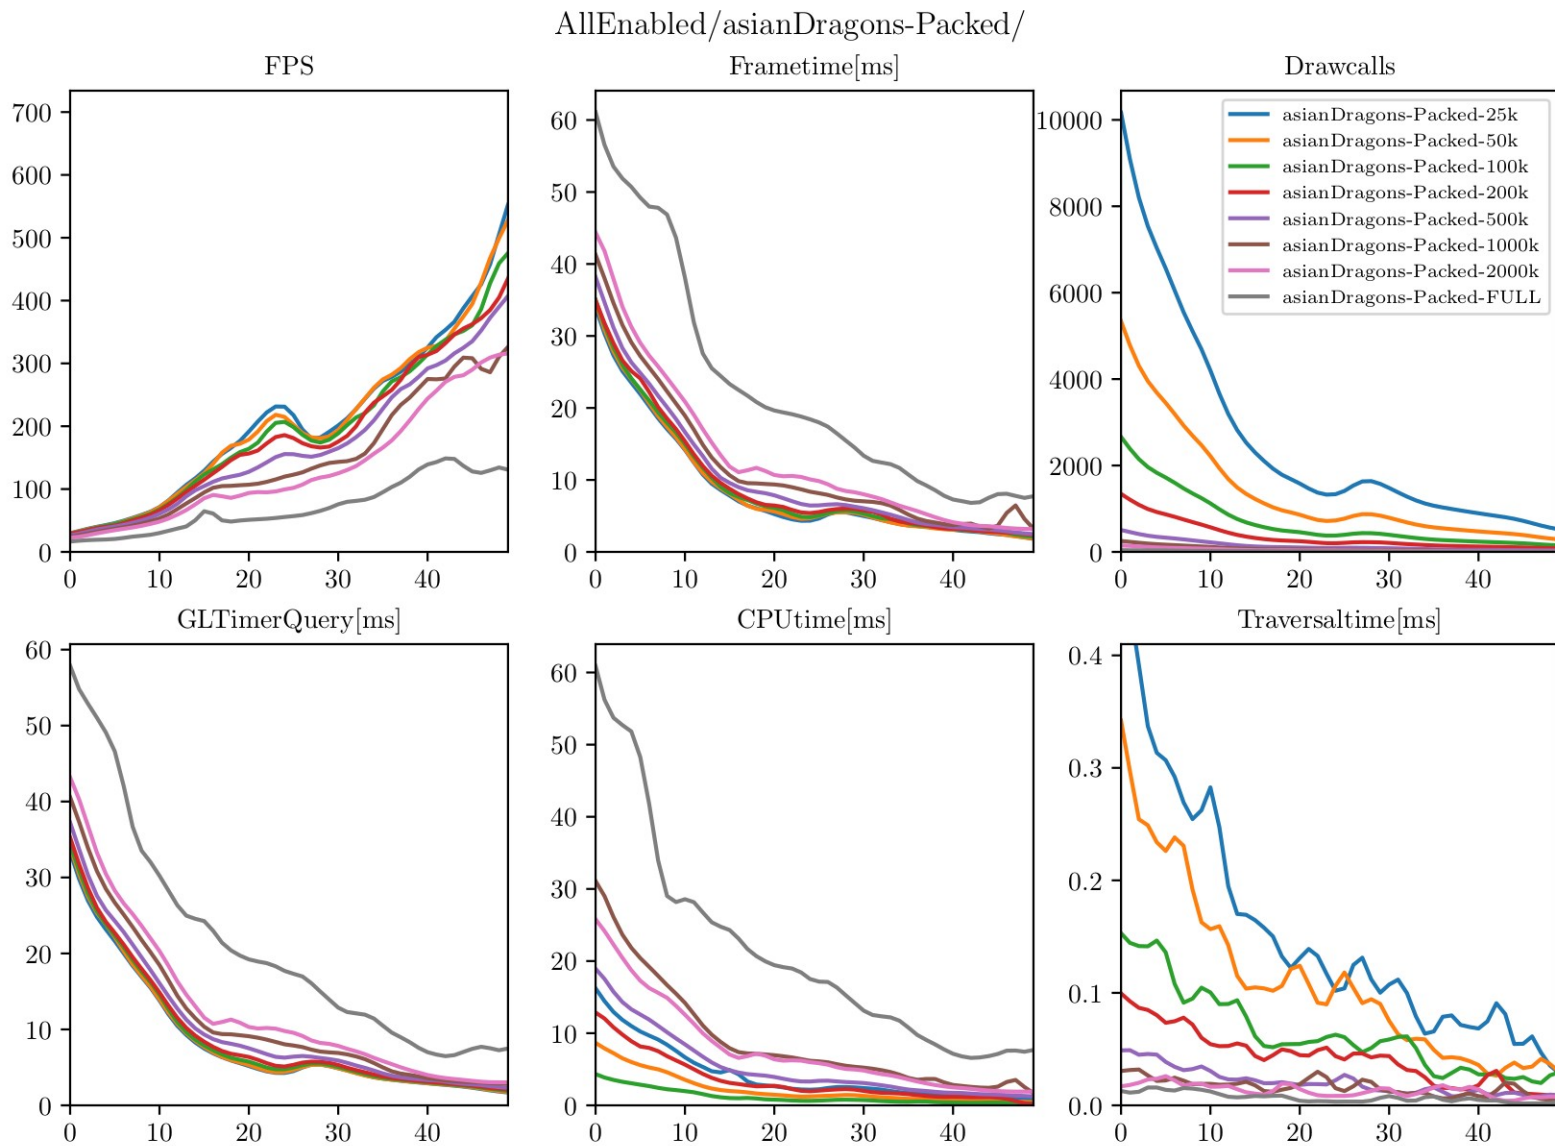 AllEnabled/asianDragons-Packed/
FPS
Frametime[ms]
Drawcalls
700
600
500
400
300
200
100
0
0 10 20 30 40
60
50
40
30
20
10
0
0 10 20 30 40
10000
8000
6000
4000
2000
0
0 10 20 30 40
asianDragons-Packed-25k
asianDragons-Packed-50k
asianDragons-Packed-100k
asianDragons-Packed-200k
asianDragons-Packed-500k
asianDragons-Packed-1000k
asianDragons-Packed-2000k
asianDragons-Packed-FULL
GLTimerQuery[ms]
CPUtime[ms]
Traversaltime[ms]
60
50
40
30
20
10
0
0 10 20 30 40
60
50
40
30
20
10
0
0 10 20 30 40
0.4
0.3
0.2
0.1
0.0
0 10 20 30 40